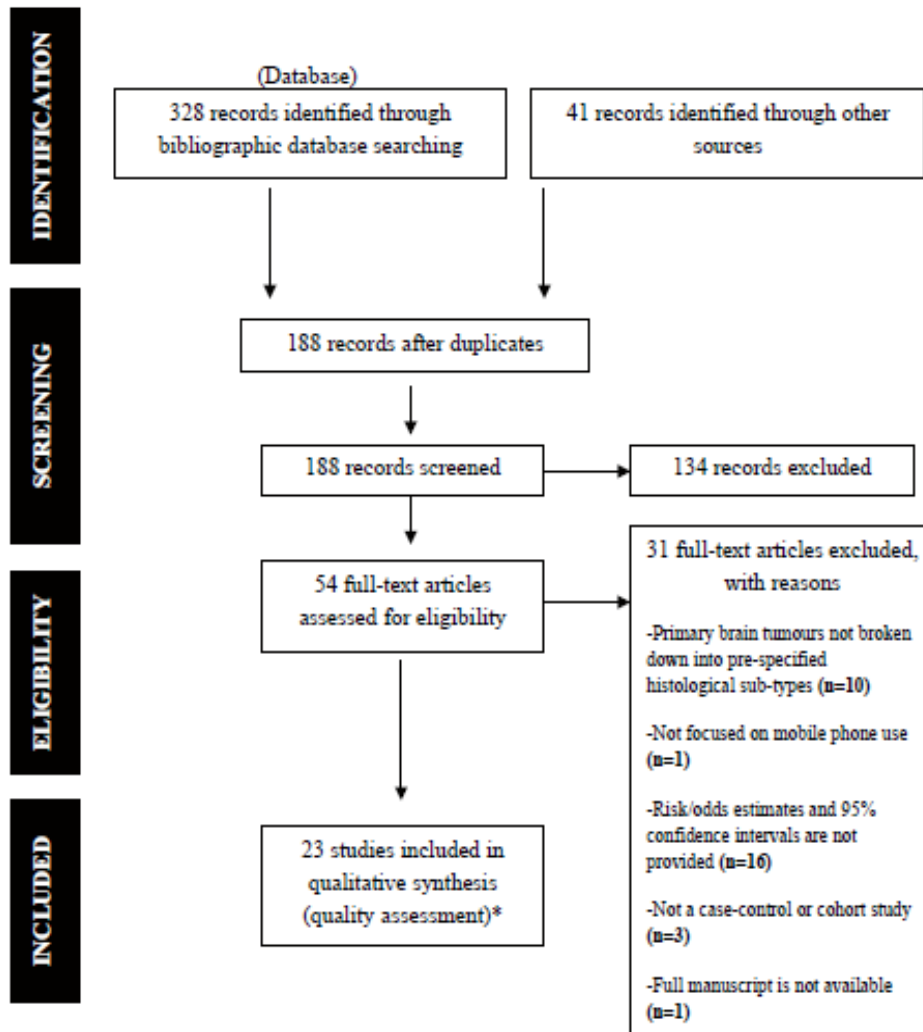 IDENTIFICATION
(Database)
328 records identified through
bibliographic database searching
41 records identified through other
sources
SCREENING
188 records after duplicates
188 records screened
134 records excluded
ELIGIBILITY
54 full-text articles
assessed for eligibility
31 full-text articles excluded,
with reasons
-Primary brain tumours not broken
down into pre-specified
histological sub-types (n=10)
-Not focused on mobile phone use
(n=1)
-Risk/odds estimates and 95%
confidence intervals are not
provided (n=16)
-Not a case-control or cohort study
(n=3)
-Full manuscript is not available
(n=1)
INCLUDED
23 studies included in
qualitative synthesis
(quality assessment)*